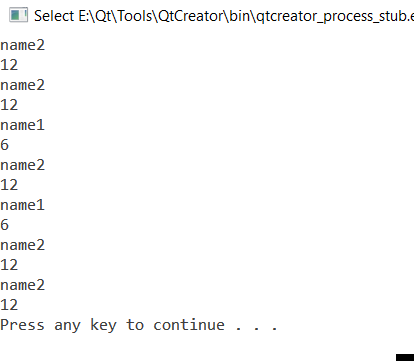 Select E:\Qt\Tools\QtCreator\bin\qtcreator_process_stub.e
name2
12
name2
12
name1
6
name2
12
name1
6
name2
12
name2
12
Press any key to continue . . .